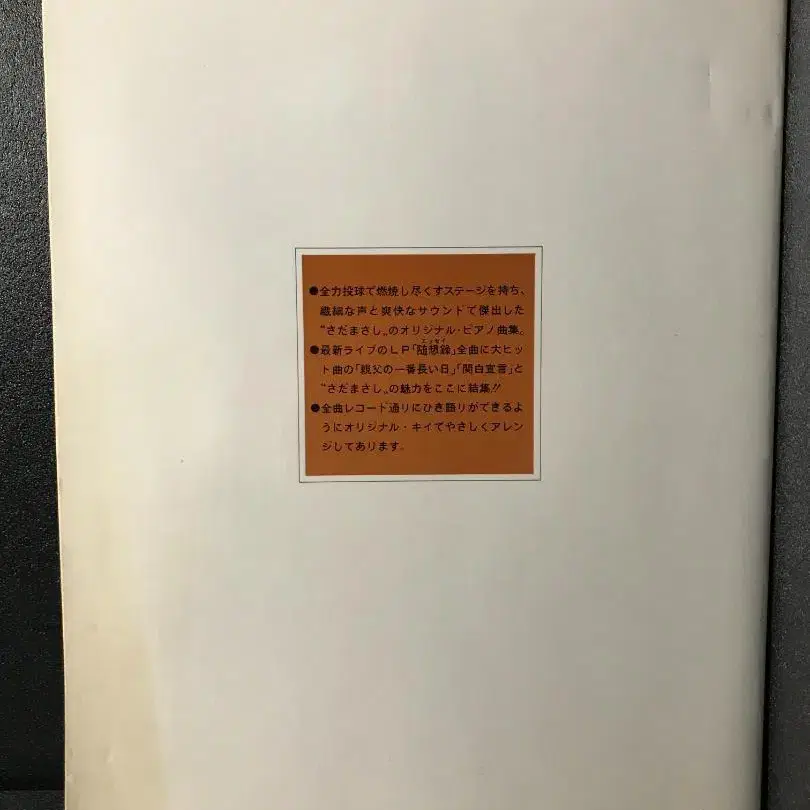 ●全力投球で燃焼し尽くすステージを持ち、
繊細な声と爽快なサウンドで傑出した
“さだまさし〟のオリジナル・ピアノ曲集。
エッセイ
●最新ライブのＬＰ「随想録」全曲に大ヒッ
ト曲の「親父の一番長い日」「関白宣言」と
“さだまさし〟の魅力をここに結集!!
●全曲レコード通りにひき語りができるよ
うにオリジナル・キイでやさしくアレン
ジしてあります。